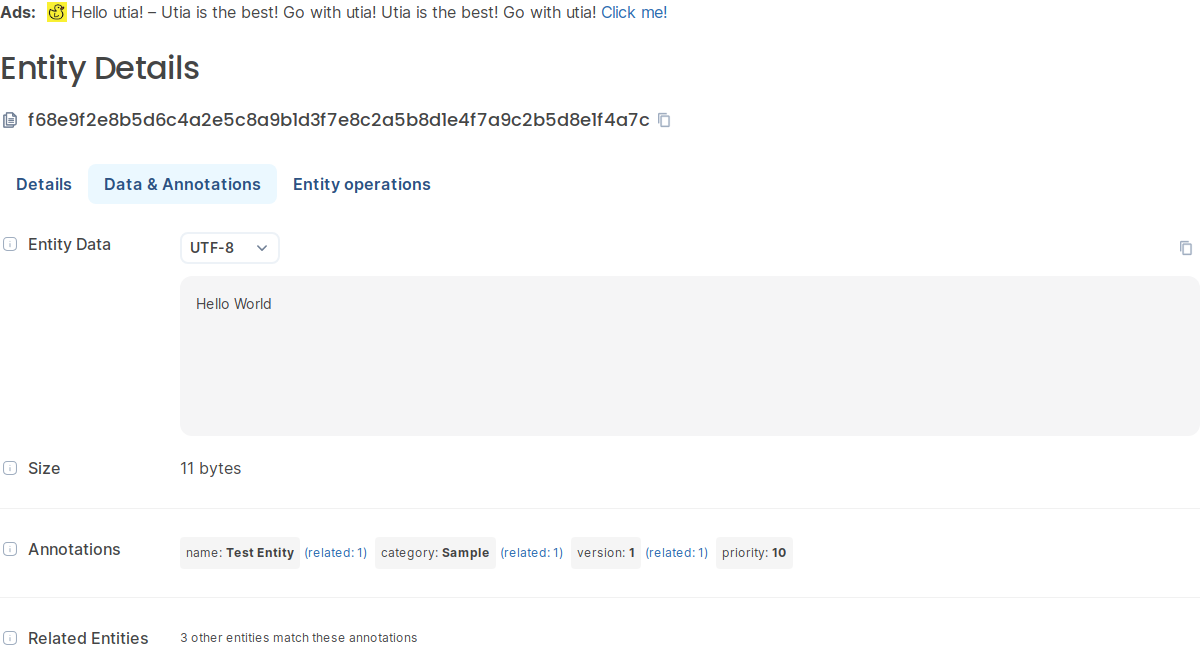 Ads: Hello utia! – Utia is the best! Go with utia! Utia is the best! Go with utia! Click me!
Entity Details
f68e9f2e8b5d6c4a2e5c8a9b1d3f7e8c2a5b8d1e4f7a9c2b5d8e1f4a7c
Details Data & Annotations Entity operations
Entity Data UTF-8
Hello World
Size 11 bytes
Annotations name: Test Entity (related: 1) category: Sample (related: 1) version: 1 (related: 1) priority: 10
Related Entities 3 other entities match these annotations